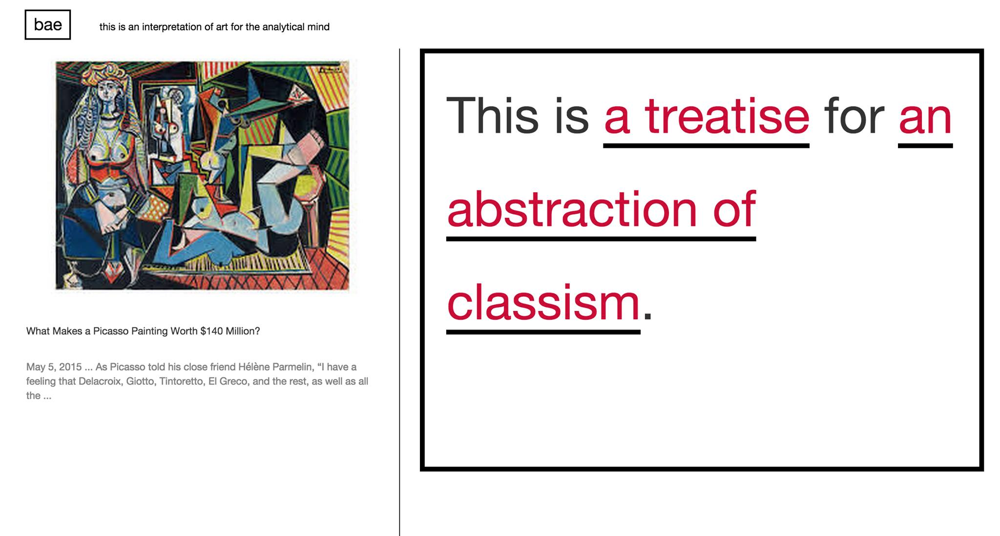 bae
this is an interpretation of art for the analytical mind
What Makes a Picasso Painting Worth $140 Million?
May 5, 2015 ... As Picasso told his close friend Hélène Parmelin, “I have a
feeling that Delacroix, Giotto, Tintoretto, El Greco, and the rest, as well as all
the ...
This is a treatise for an
abstraction of
classism.